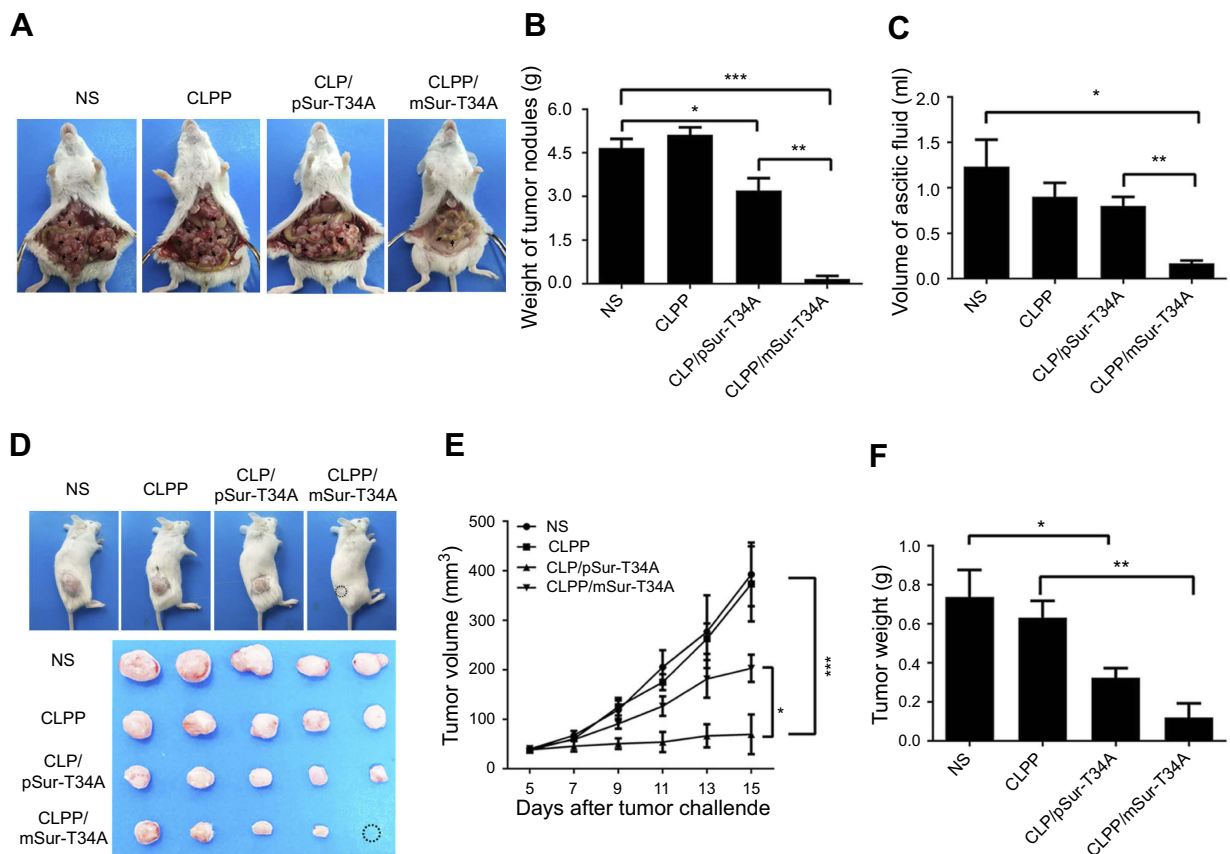 A
NS
CLPP
CLP/
pSur-T34A
CLPP/
mSur-T34A
B
Weight of tumor nodules (g)
6.0
4.5
3.0
1.5
0.0
***
*
**
NS
CLPP
CLP/pSur-T34A
CLPP/mSur-T34A
C
Volume of ascitic fluid (ml)
2.0
1.5
1.0
0.5
0.0
*
**
NS
CLPP
CLP/pSur-T34A
CLPP/mSur-T34A
D
NS
CLPP
CLP/
pSur-T34A
CLPP/
mSur-T34A
NS
CLPP
CLP/
pSur-T34A
CLPP/
mSur-T34A
E
Tumor volume (mm³)
500
400
300
200
100
0
NS
CLPP
CLP/pSur-T34A
CLPP/mSur-T34A
*
***
5 7 9 11 13 15
Days after tumor challende
F
Tumor weight (g)
1.0
0.8
0.6
0.4
0.2
0.0
*
**
NS
CLPP
CLP/pSur-T34A
CLPP/mSur-T34A